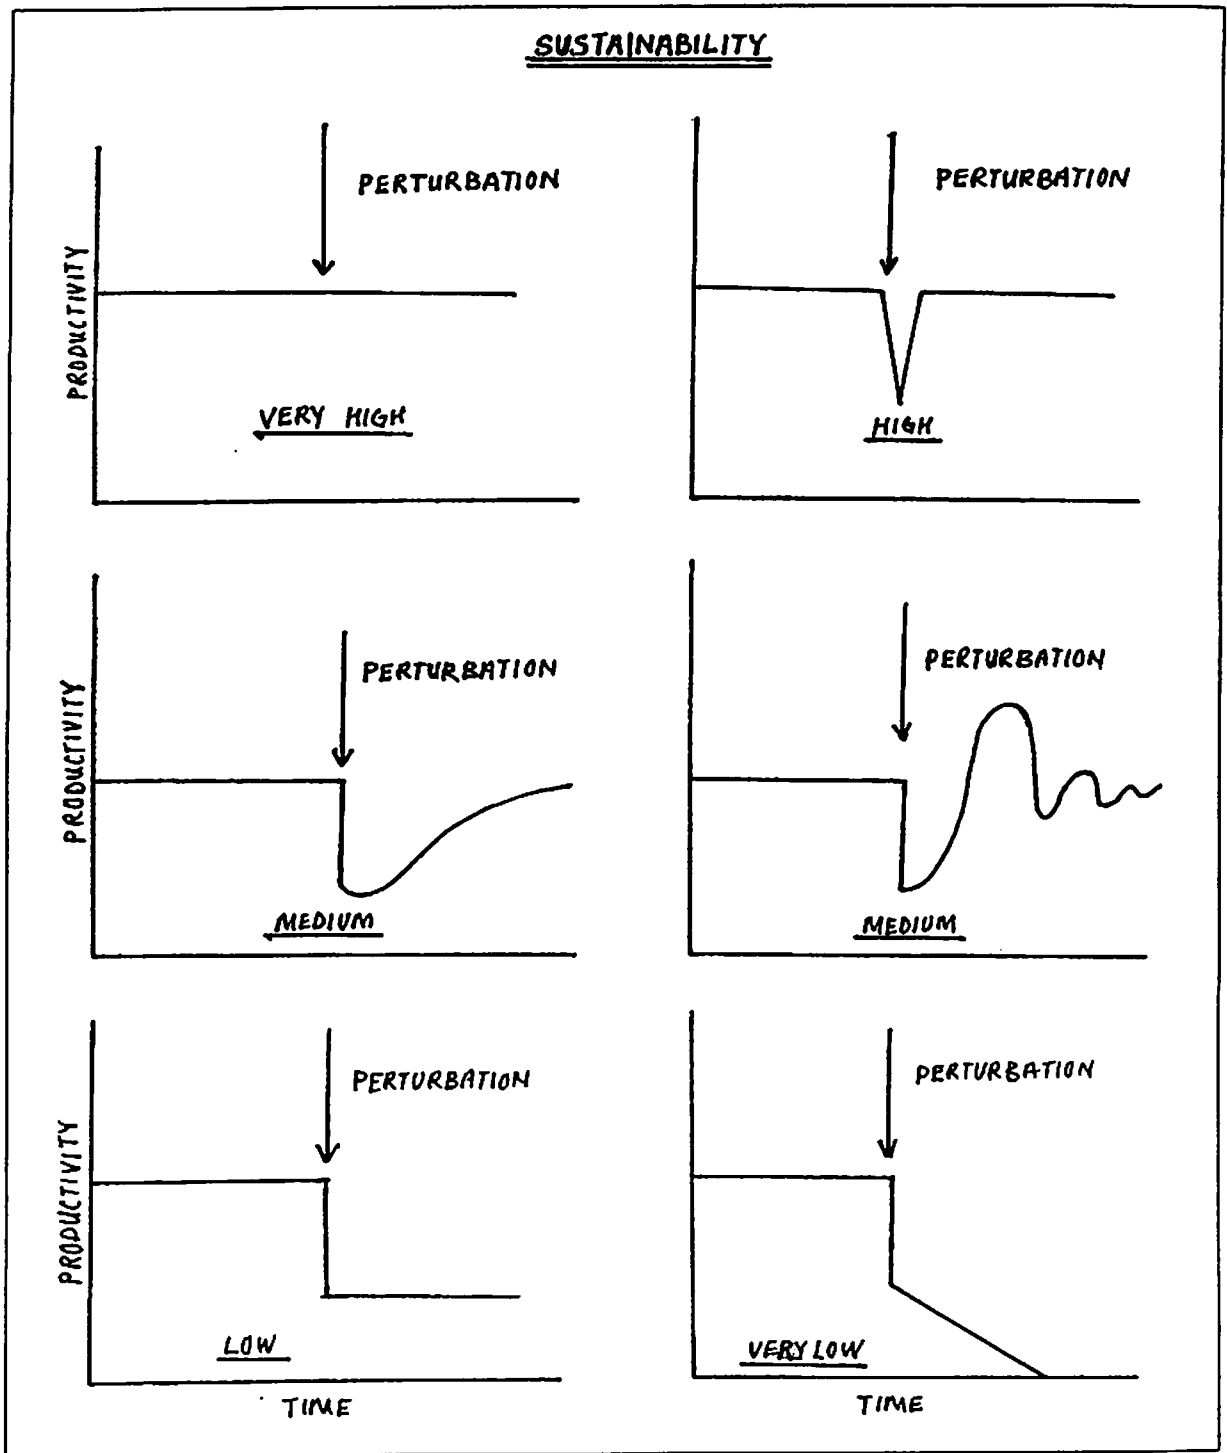 SUSTAINABILITY
PERTURBATION
PERTURBATION
PRODUCTIVITY
VERY HIGH
HIGH
PERTURBATION
PERTURBATION
PRODUCTIVITY
MEDIUM
MEDIUM
PERTURBATION
PERTURBATION
PRODUCTIVITY
LOW
VERY LOW
TIME
TIME